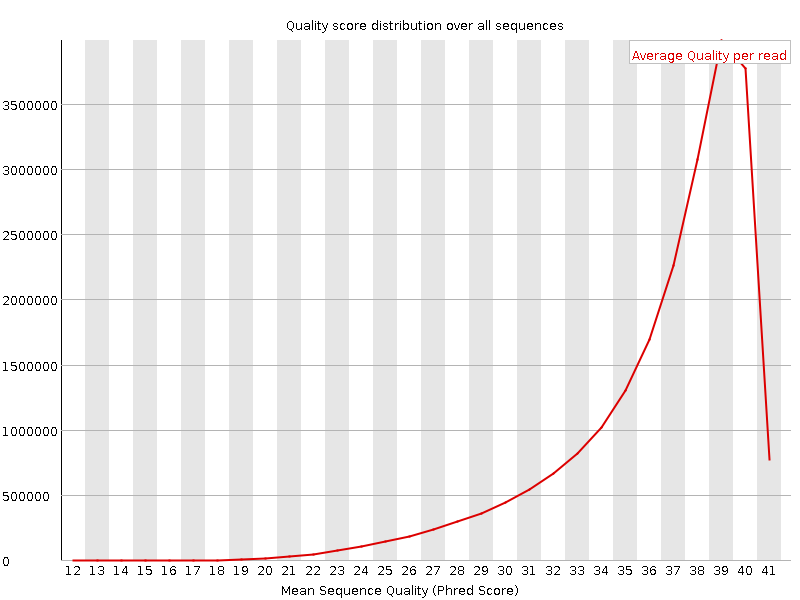 Quality score distribution over all sequences
Average Quality per read
3500000
3000000
2500000
2000000
1500000
1000000
500000
0
12 13 14 15 16 17 18 19 20 21 22 23 24 25 26 27 28 29 30 31 32 33 34 35 36 37 38 39 40 41
Mean Sequence Quality (Phred Score)